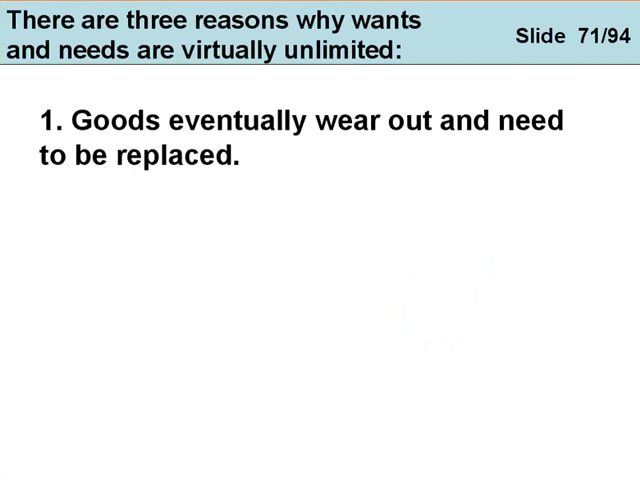 There are three reasons why wants
and needs are virtually unlimited:
Slide 71/94
1. Goods eventually wear out and need
to be replaced.